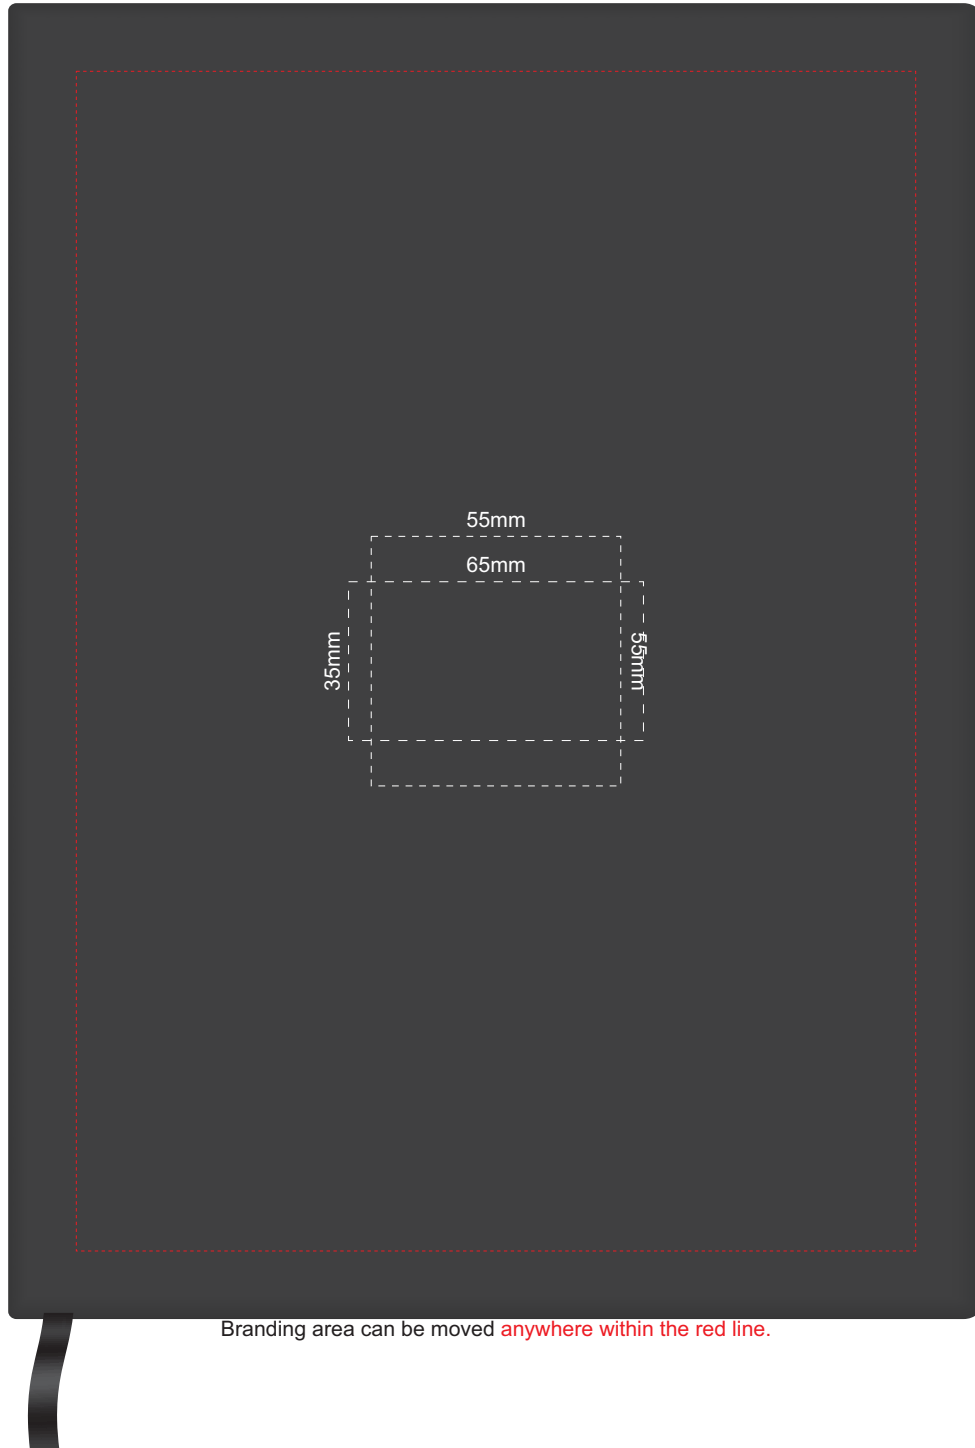 55mm
65mm
35mm
55mm
Branding area can be moved anywhere within the red line.